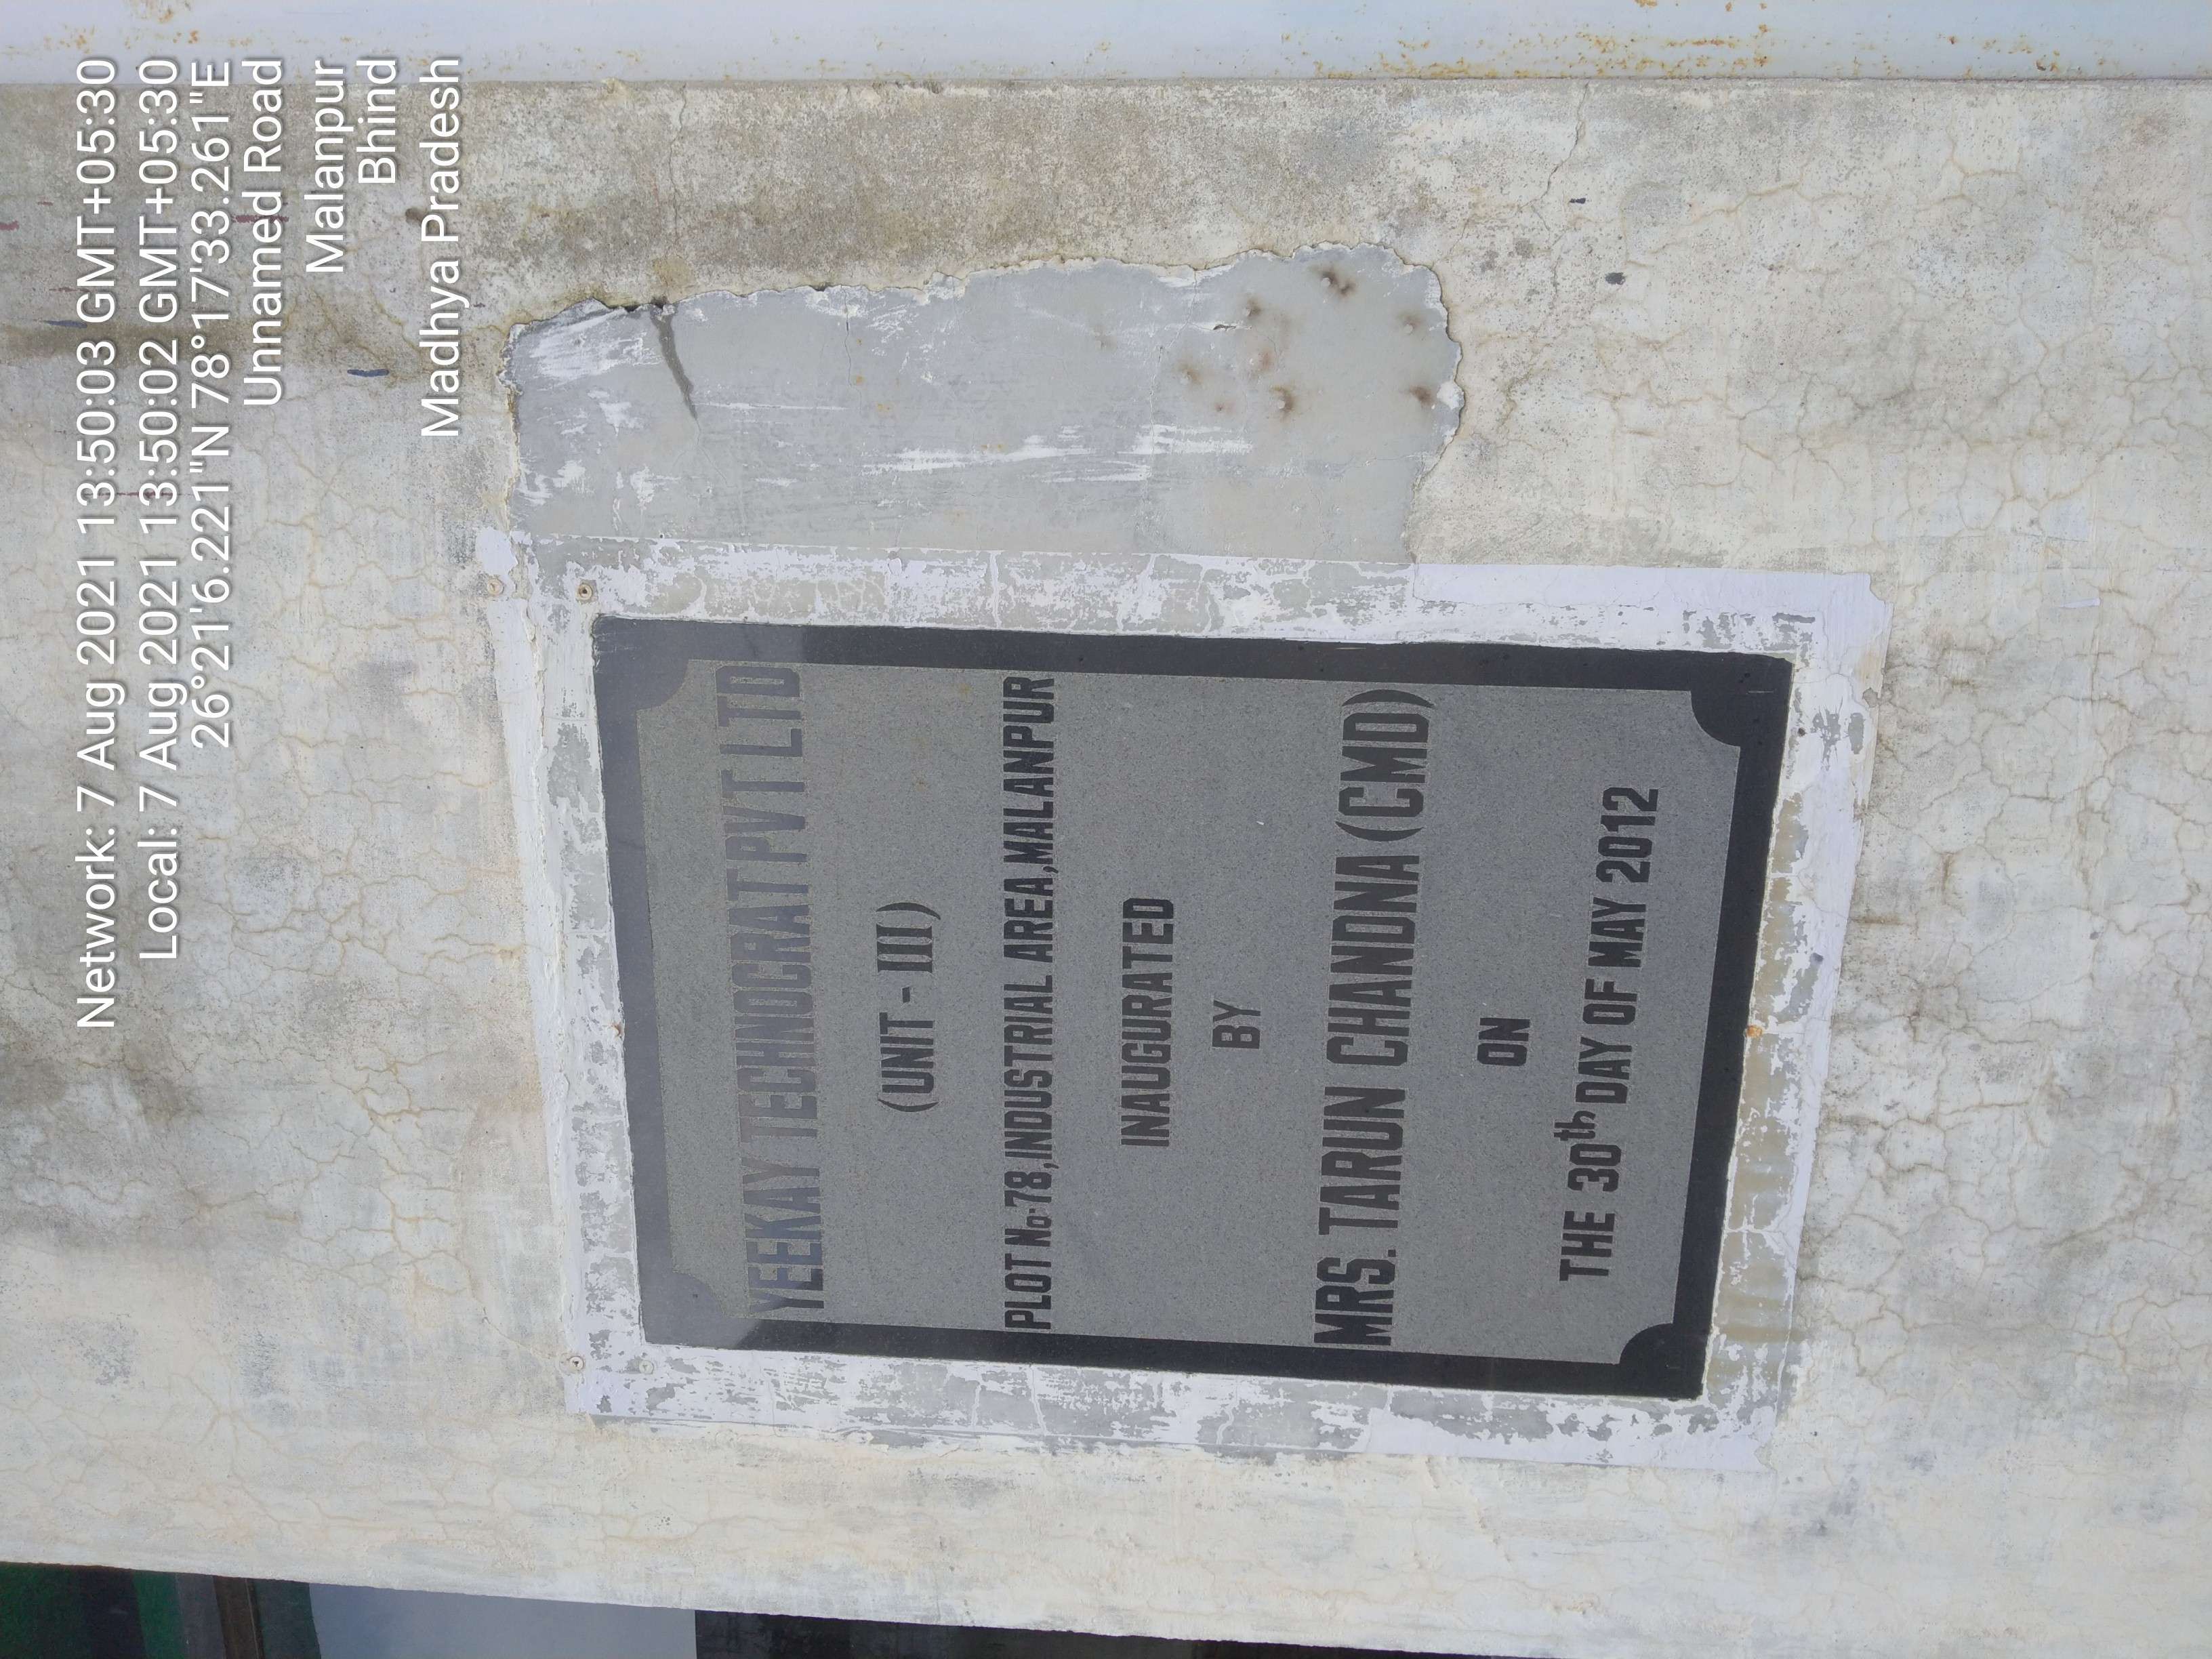 Network: 7 Aug 2021 13:50:03 GMT+05:30
Local: 7 Aug 2021 13:50:02 GMT+05:30
26°21'6.221"N 78°17'33.261"E
Unnamed Road
Malanpur
Bhind
Madhya Pradesh
YEEKAY TECHNOCRAT PVT LTD
(UNIT - III)
PLOT No.78,INDUSTRIAL AREA,MALANPUR
INAUGURATED
BY
MRS. TARUN CHANDNA (CMD)
ON
THE 30th DAY OF MAY 2012